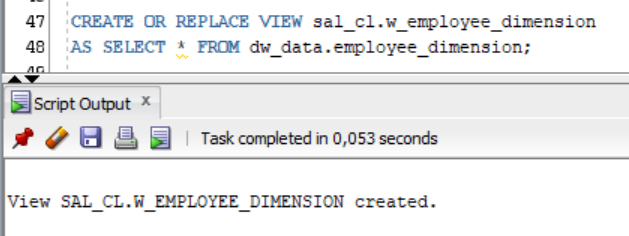 47 CREATE OR REPLACE VIEW sal_cl.w_employee_dimension
48 AS SELECT * FROM dw_data.employee_dimension;
49
Script Output x
Task completed in 0,053 seconds
View SAL_CL.W_EMPLOYEE_DIMENSION created.